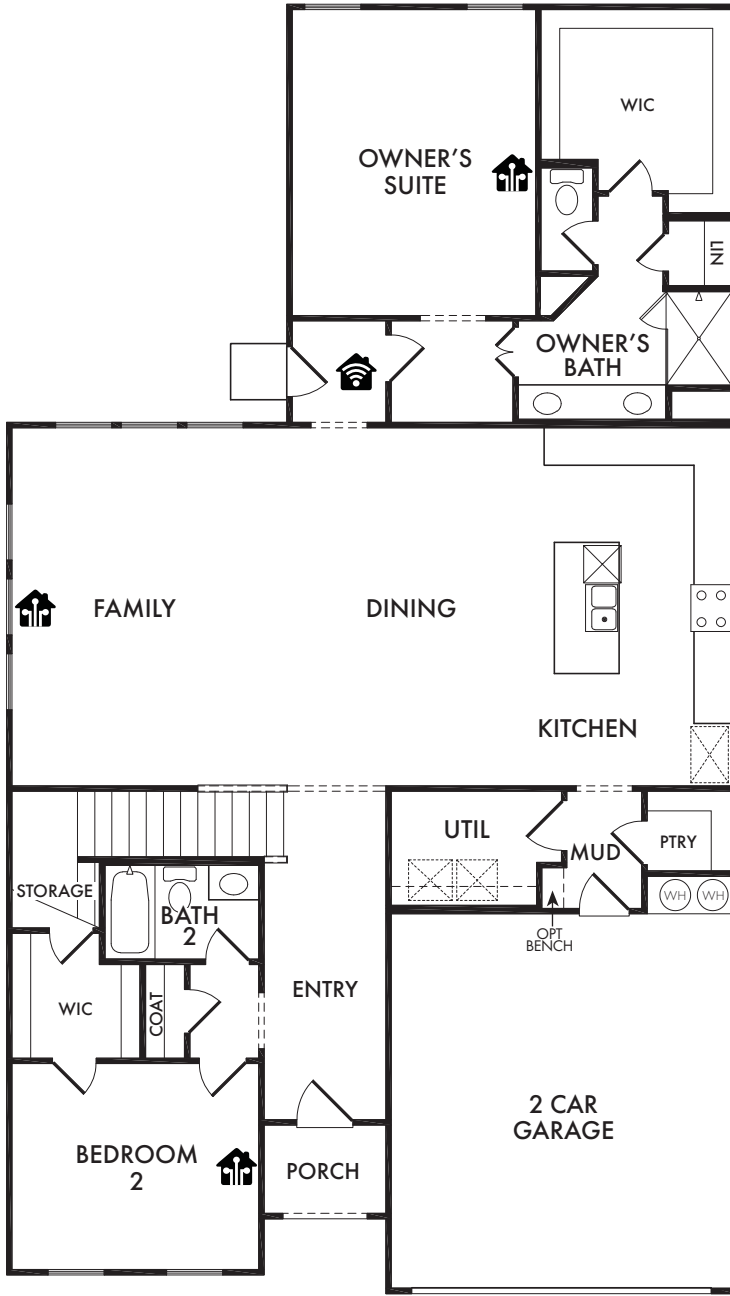 WIC
OWNER'S
SUITE
LIN
OWNER'S
BATH
FAMILY
DINING
KITCHEN
UTIL
MUD
PTRY
STORAGE
BATH
2
WH
WH
OPT
BENCH
ENTRY
WIC
COAT
2 CAR
GARAGE
BEDROOM
2
PORCH